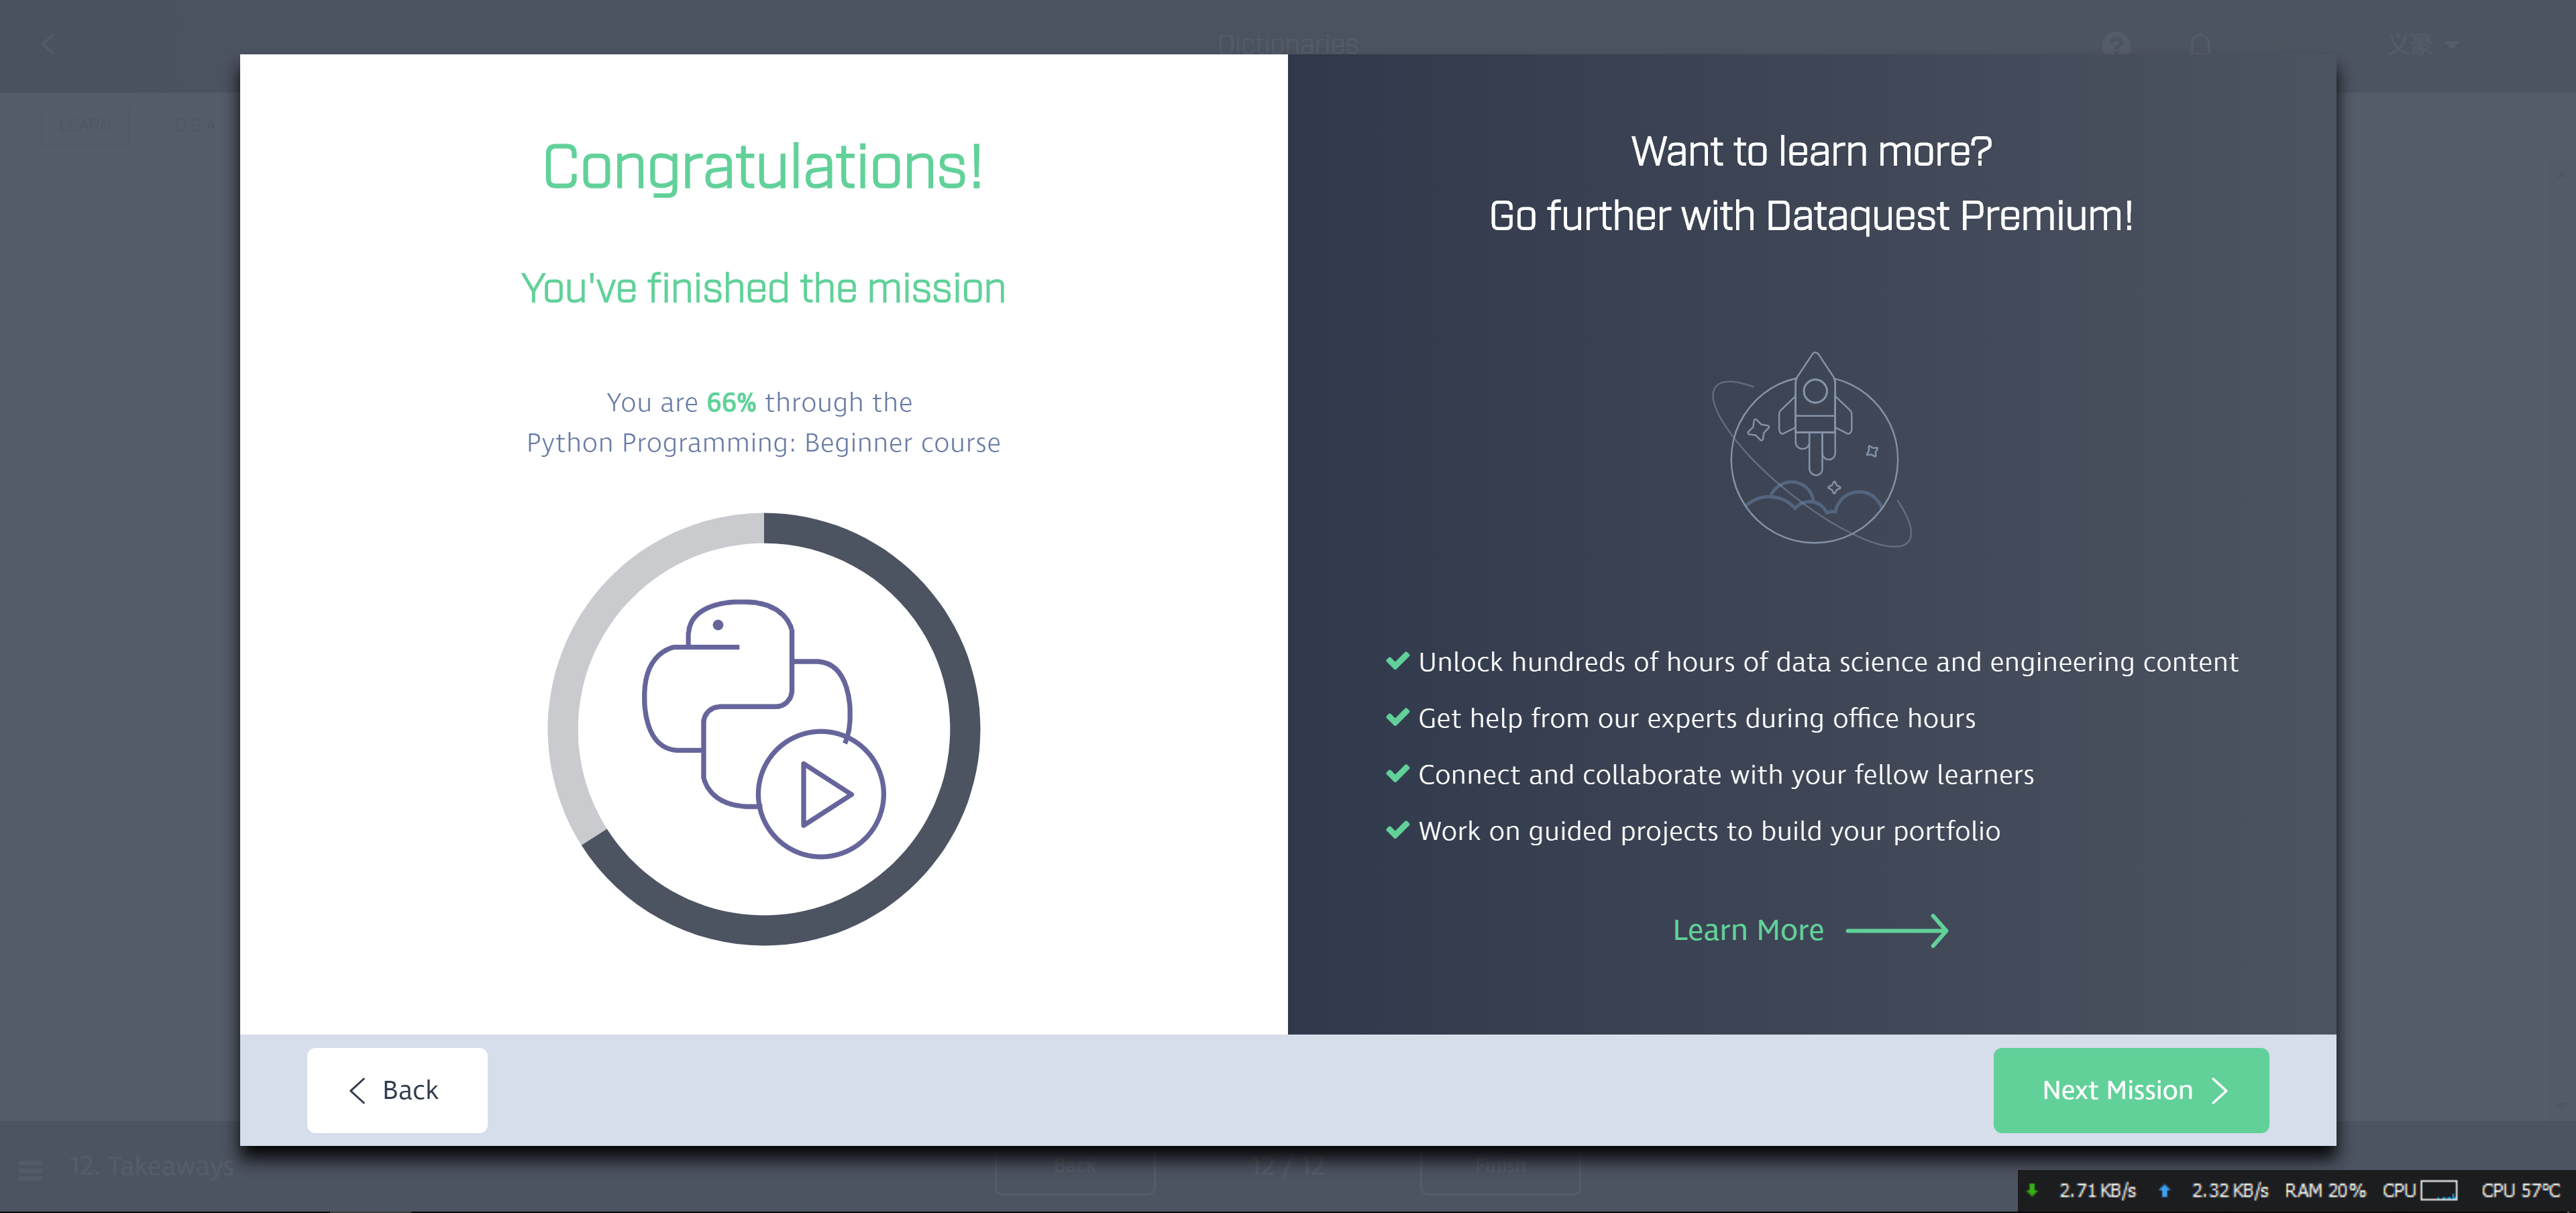 Dictionaries
义豪
LEARN
Q&A
Congratulations!
You've finished the mission
You are 66% through the
Python Programming: Beginner course
Want to learn more?
Go further with Dataquest Premium!
Unlock hundreds of hours of data science and engineering content
Get help from our experts during office hours
Connect and collaborate with your fellow learners
Work on guided projects to build your portfolio
Learn More
Back
Next Mission
12. Takeaways
Back
12 / 12
Finish
2.71 KB/s
2.32 KB/s
RAM 20%
CPU
CPU 57°C